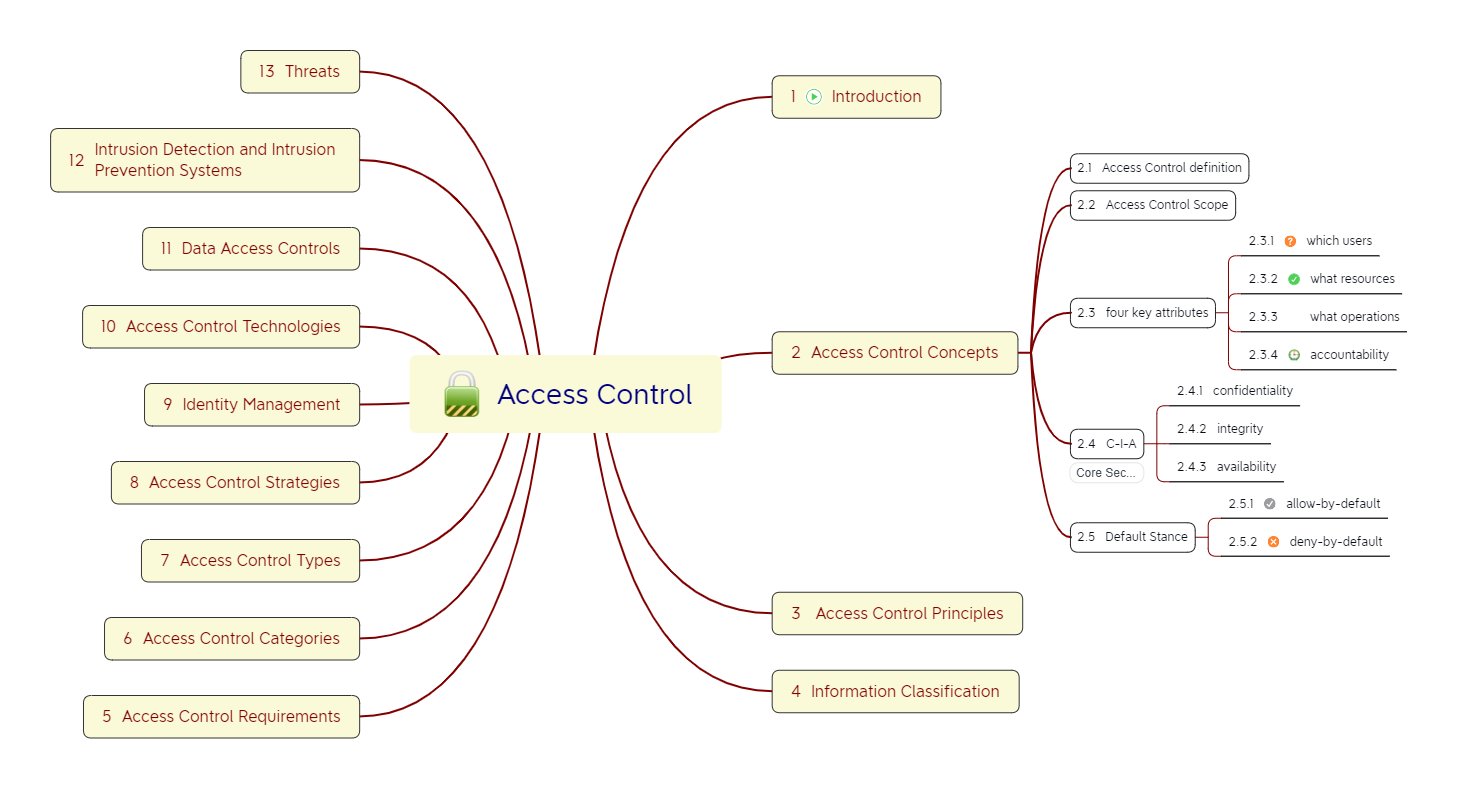 Access Control
1 Introduction
2 Access Control Concepts
2.1 Access Control definition
2.2 Access Control Scope
2.3 four key attributes
2.3.1 which users
2.3.2 what resources
2.3.3 what operations
2.3.4 accountability
2.4 C-I-A
Core Sec...
2.4.1 confidentiality
2.4.2 integrity
2.4.3 availability
2.5 Default Stance
2.5.1 allow-by-default
2.5.2 deny-by-default
3 Access Control Principles
4 Information Classification
5 Access Control Requirements
6 Access Control Categories
7 Access Control Types
8 Access Control Strategies
9 Identity Management
10 Access Control Technologies
11 Data Access Controls
12 Intrusion Detection and Intrusion
Prevention Systems
13 Threats